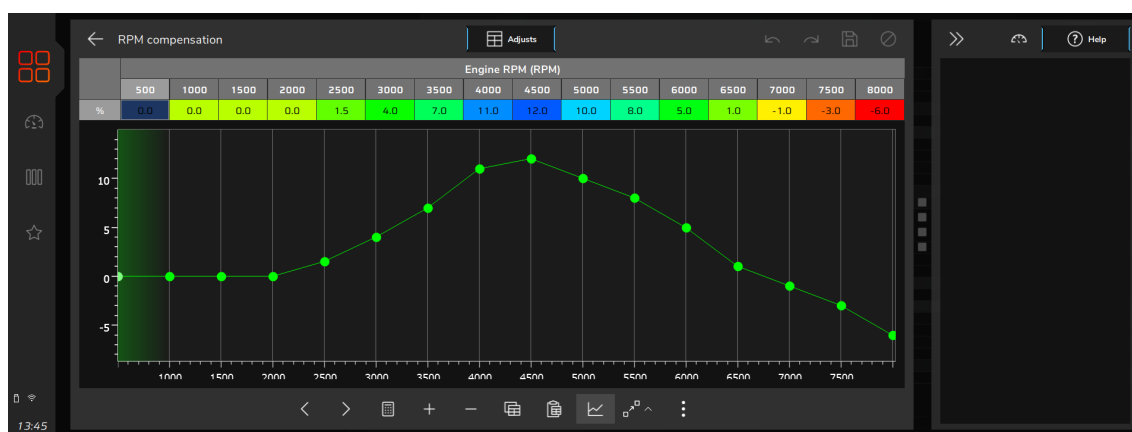 RPM compensation
Adjusts
Help
Engine RPM (RPM)
500 1000 1500 2000 2500 3000 3500 4000 4500 5000 5500 6000 6500 7000 7500 8000
% 0.0 0.0 0.0 0.0 1.5 4.0 7.0 11.0 12.0 10.0 8.0 5.0 1.0 -1.0 -3.0 -6.0
10
5
0
-5
1000 1500 2000 2500 3000 3500 4000 4500 5000 5500 6000 6500 7000 7500
13:45